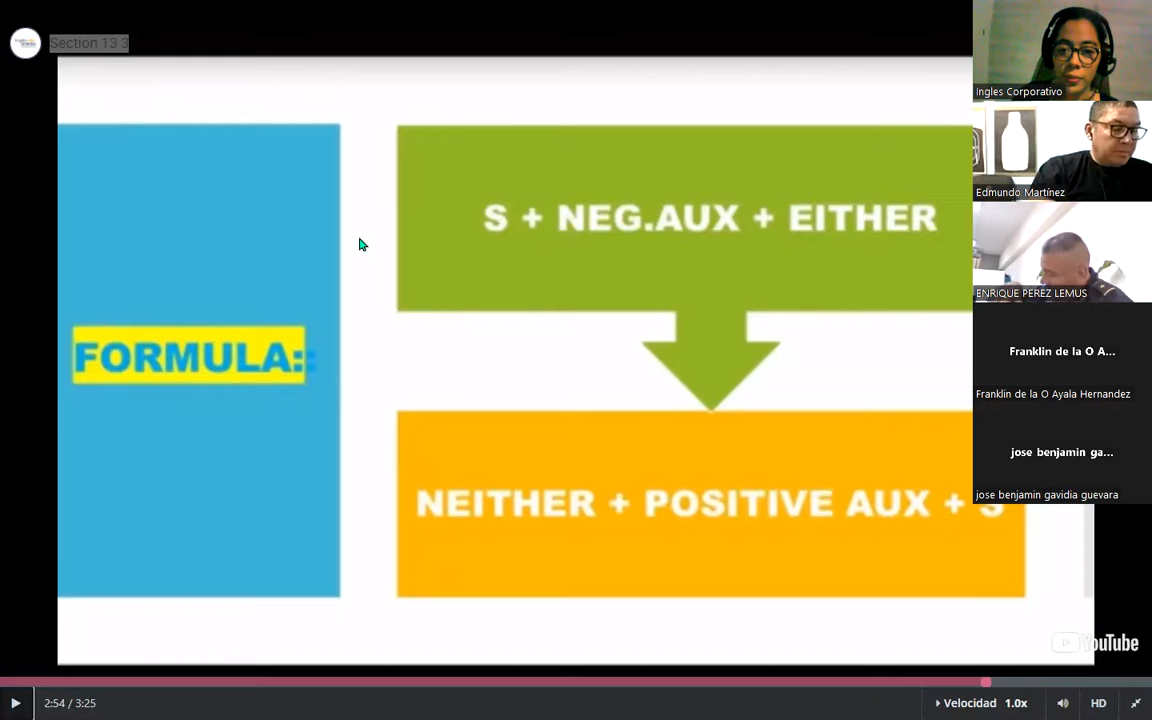 Section 13 3
FORMULA::
S + NEG.AUX + EITHER
NEITHER + POSITIVE AUX + S
Ingles Corporativo
Edmundo Martínez
ENRIQUE PEREZ LEMUS
Franklin de la O A...
Franklin de la O Ayala Hernandez
jose benjamin ga...
jose benjamin gavidia guevara
YouTube
2:54 / 3:25
Velocidad 1.0x
HD